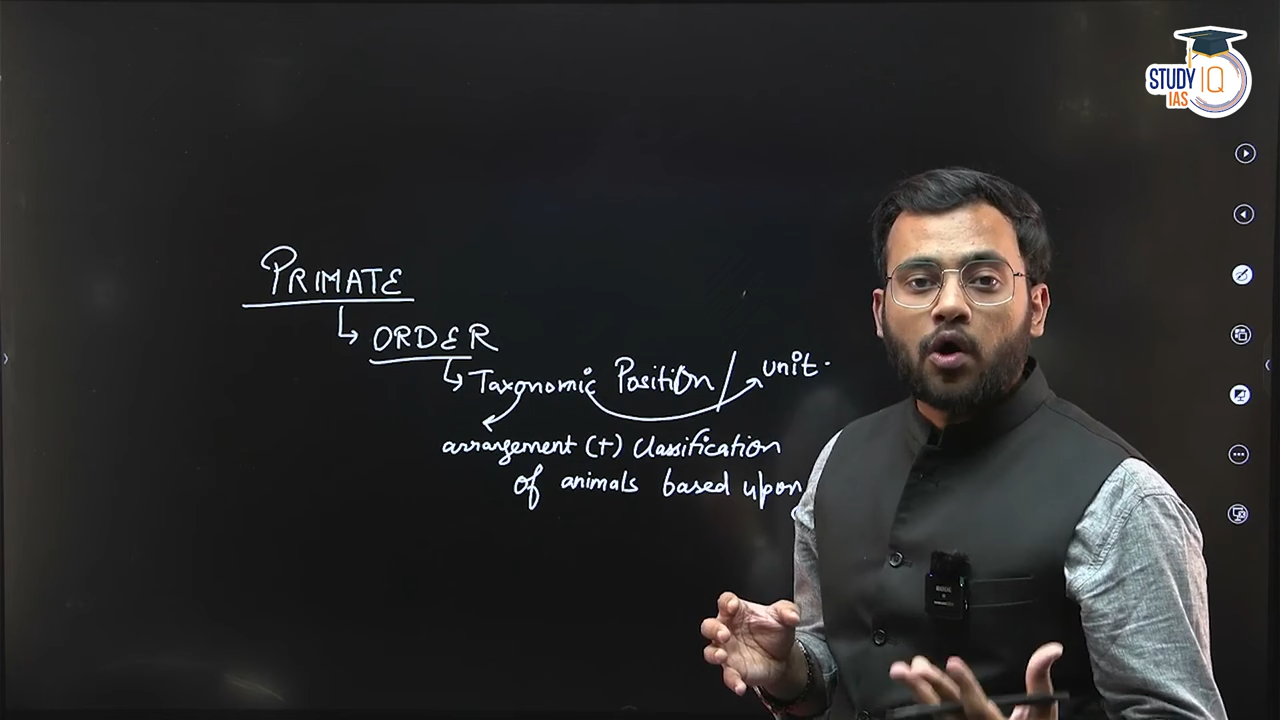 STUDY IQ
IAS
PRIMATE
ORDER
Taxonomic Position / unit.
arrangement (+) Classification
of animals based upon